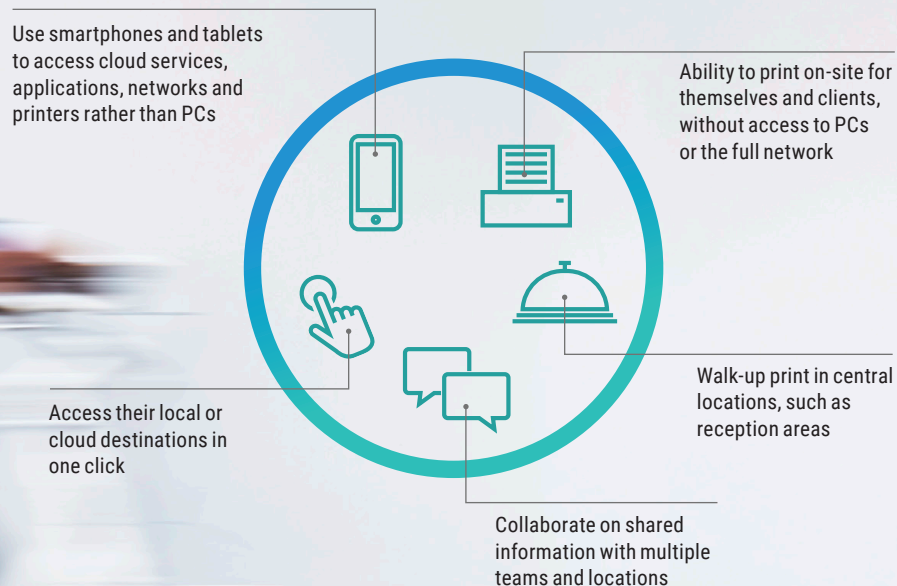 Use smartphones and tablets
to access cloud services,
applications, networks and
printers rather than PCs
Ability to print on-site for
themselves and clients,
without access to PCs
or the full network
Access their local or
cloud destinations in
one click
Walk-up print in central
locations, such as
reception areas
Collaborate on shared
information with multiple
teams and locations